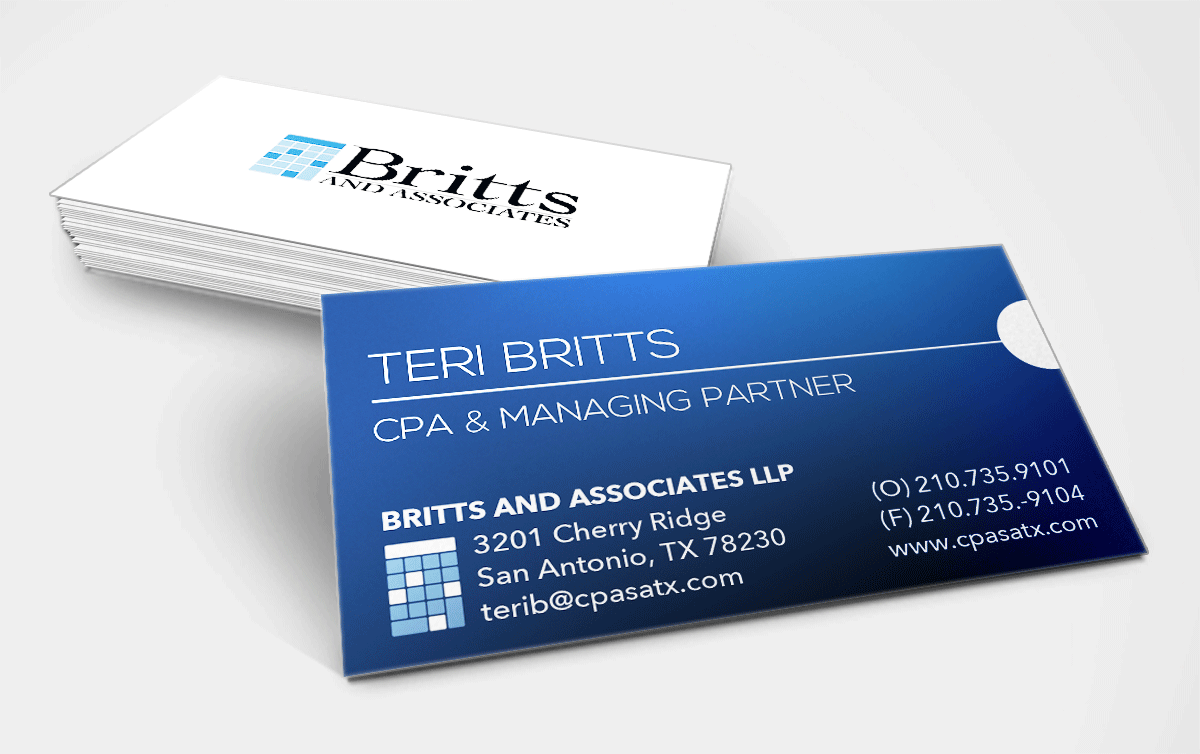 Britts
AND ASSOCIATES
TERI BRITTS
CPA & MANAGING PARTNER
BRITTS AND ASSOCIATES LLP
3201 Cherry Ridge
San Antonio, TX 78230
terib@cpasatx.com
(O) 210.735.9101
(F) 210.735.-9104
www.cpasatx.com